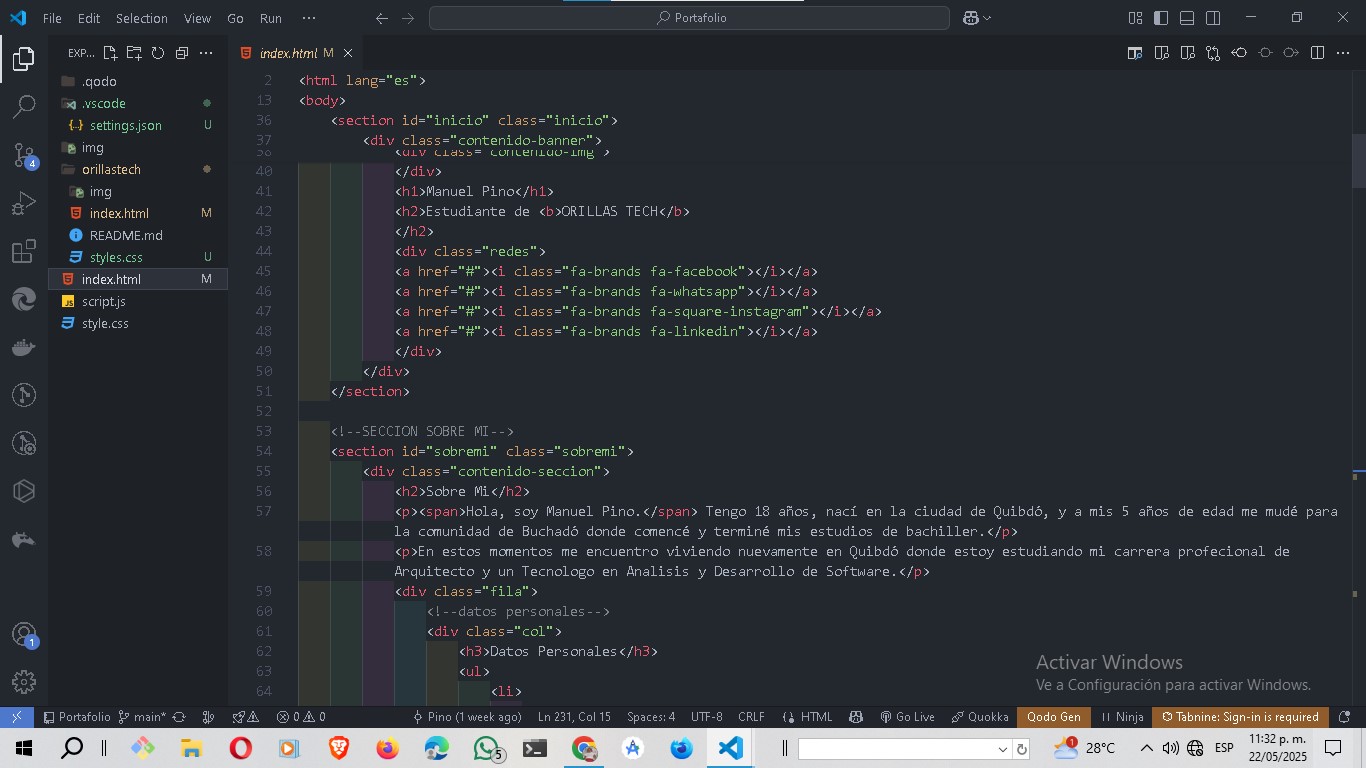 File Edit Selection View Go Run ··· Portafolio
EXP... index.html M
.qodo
.vscode
settings.json U
img
orillastech
img
index.html M
README.md
styles.css U
index.html M
script.js
style.css
2 <html lang="es">
13 <body>
36 <section id="inicio" class="inicio">
37 <div class="contenido-banner">
38 <div class="contenido-img">
40 </div>
41 <h1>Manuel Pino</h1>
42 <h2>Estudiante de <b>ORILLAS TECH</b>
43 </h2>
44 <div class="redes">
45 <a href="#"><i class="fa-brands fa-facebook"></i></a>
46 <a href="#"><i class="fa-brands fa-whatsapp"></i></a>
47 <a href="#"><i class="fa-brands fa-square-instagram"></i></a>
48 <a href="#"><i class="fa-brands fa-linkedin"></i></a>
49 </div>
50 </div>
51 </section>
52
53 <!--SECCION SOBRE MI-->
54 <section id="sobremi" class="sobremi">
55 <div class="contenido-seccion">
56 <h2>Sobre Mi</h2>
57 <p><span>Hola, soy Manuel Pino.</span> Tengo 18 años, nací en la ciudad de Quibdó, y a mis 5 años de edad me mudé para
la comunidad de Buchadó donde comencé y terminé mis estudios de bachiller.</p>
58 <p>En estos momentos me encuentro viviendo nuevamente en Quibdó donde estoy estudiando mi carrera profecional de
Arquitecto y un Tecnologo en Analisis y Desarrollo de Software.</p>
59 <div class="fila">
60 <!--datos personales-->
61 <div class="col">
62 <h3>Datos Personales</h3>
63 <ul>
64 <li>
4
1
Activar Windows
Ve a Configuración para activar Windows.
Portafolio main* 0 0 Pino (1 week ago) Ln 231, Col 15 Spaces: 4 UTF-8 CRLF HTML Go Live Quokka Qodo Gen Ninja Tabnine: Sign-in is required
5 1 28°C ESP 11:32 p. m.
22/05/2025